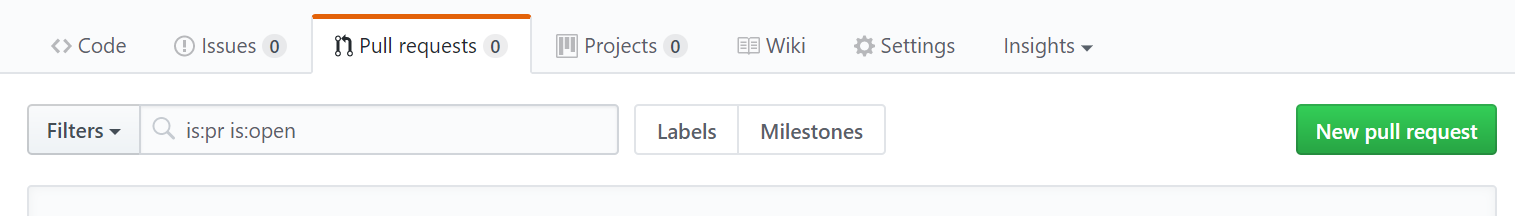 Code Issues 0 Pull requests 0 Projects 0 Wiki Settings Insights
Filters is:pr is:open Labels Milestones New pull request